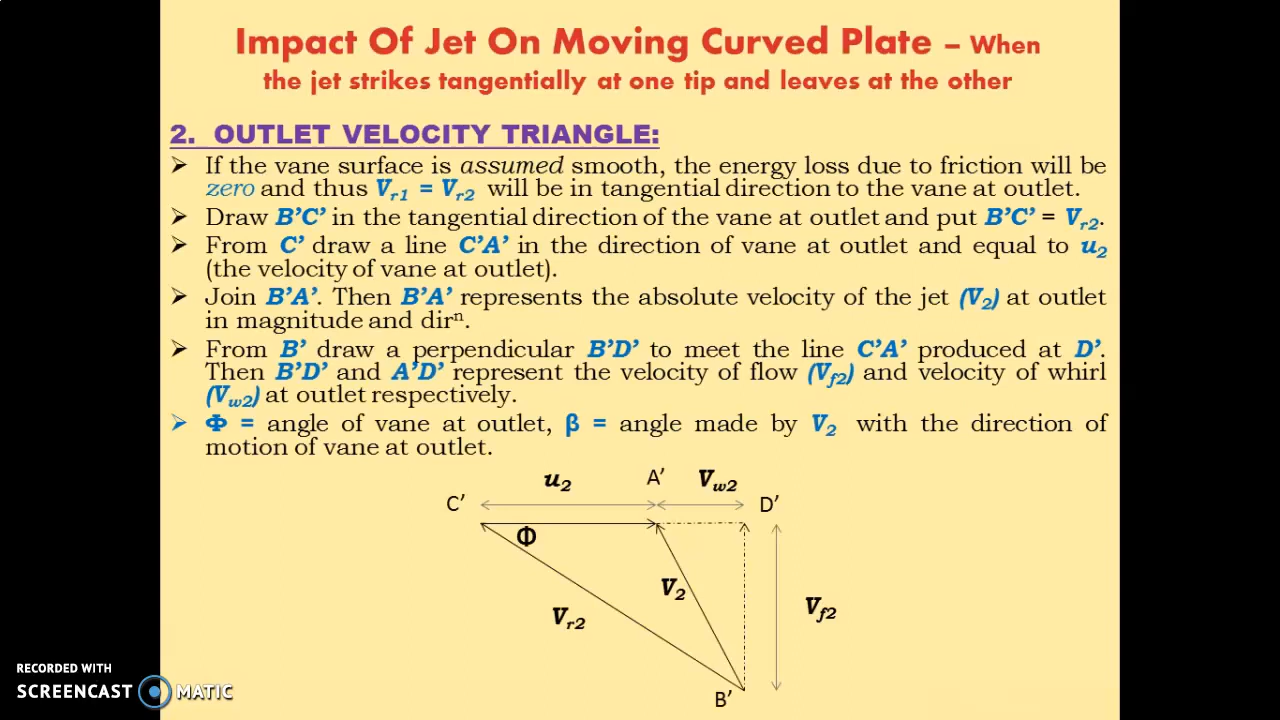 Impact Of Jet On Moving Curved Plate – When
the jet strikes tangentially at one tip and leaves at the other
2. OUTLET VELOCITY TRIANGLE:
➢ If the vane surface is assumed smooth, the energy loss due to friction will be
zero and thus Vr1 = Vr2 will be in tangential direction to the vane at outlet.
➢ Draw B’C’ in the tangential direction of the vane at outlet and put B’C’ = Vr2.
➢ From C’ draw a line C’A’ in the direction of vane at outlet and equal to u2
(the velocity of vane at outlet).
➢ Join B’A’. Then B’A’ represents the absolute velocity of the jet (V2) at outlet
in magnitude and dirⁿ.
➢ From B’ draw a perpendicular B’D’ to meet the line C’A’ produced at D’.
Then B’D’ and A’D’ represent the velocity of flow (Vf2) and velocity of whirl
(Vw2) at outlet respectively.
➢ Φ = angle of vane at outlet, β = angle made by V2 with the direction of
motion of vane at outlet.
u2 A’ Vw2
C’ D’
Φ
V2
Vr2 Vf2
B’
RECORDED WITH
SCREENCAST MATIC